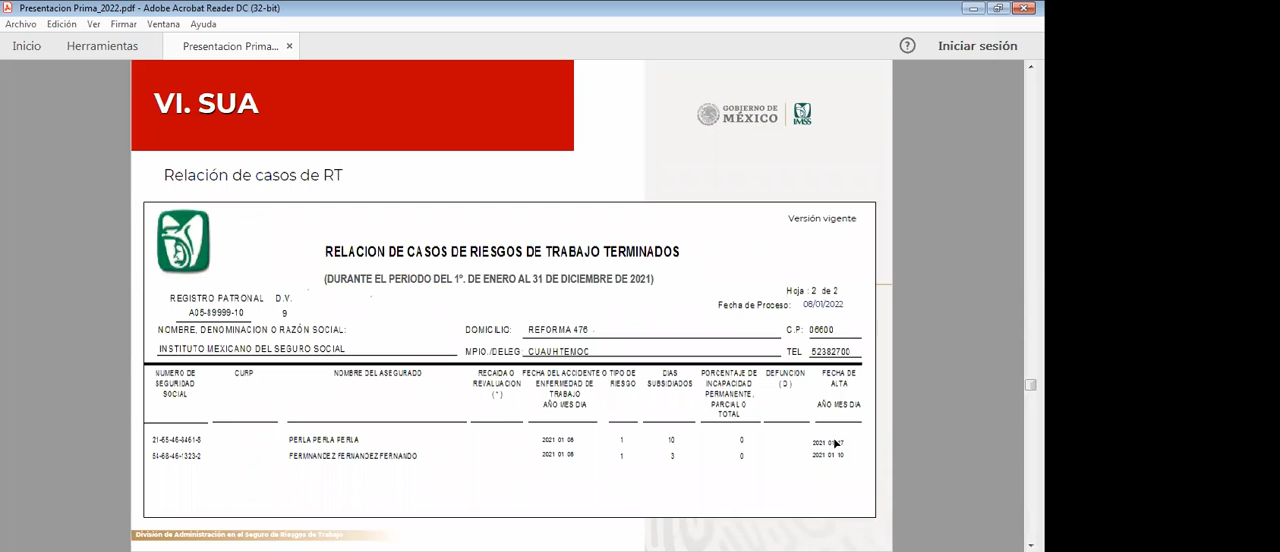 Presentacion Prima_2022.pdf - Adobe Acrobat Reader DC (32-bit)
Archivo Edición Ver Firmar Ventana Ayuda
Inicio Herramientas Presentacion Prima... × ? Iniciar sesión
VI. SUA
GOBIERNO DE MÉXICO IMSS
Relación de casos de RT
Versión vigente
RELACION DE CASOS DE RIESGOS DE TRABAJO TERMINADOS
(DURANTE EL PERIODO DEL 1º. DE ENERO AL 31 DE DICIEMBRE DE 2021)
Hoja : 2 de 2
REGISTRO PATRONAL D.V. Fecha de Proceso: 08/01/2022
A05-89999-10 9
NOMBRE, DENOMINACION O RAZÓN SOCIAL: DOMICILIO: REFORMA 476 . C.P: 06600
INSTITUTO MEXICANO DEL SEGURO SOCIAL MPIO./DELEG CUAUHTEMOC TEL 52382700
NUMERO DE CURP NOMBRE DEL ASEGURADO RECAIDA O FECHA DEL ACCIDENTE O TIPO DE DIAS PORCENTAJE DE DEFUNCION FECHA DE
SEGURIDAD REVALUACION ENFERMEDAD DE RIESGO SUBSIDIADOS INCAPACIDAD ( D ) ALTA
SOCIAL ( * ) TRABAJO PERMANENTE,
AÑO MES DIA PARCIAL O AÑO MES DIA
TOTAL
21-65-46-8461-8 PERLA PERLA PERLA 2021 01 08 1 10 0 2021
54-68-46-1323-2 FERMNANDEZ FERNANDEZ FERNANDO 2021 01 08 1 3 0 2021 01 10
División de Administración en el Seguro de Riesgos de Trabajo